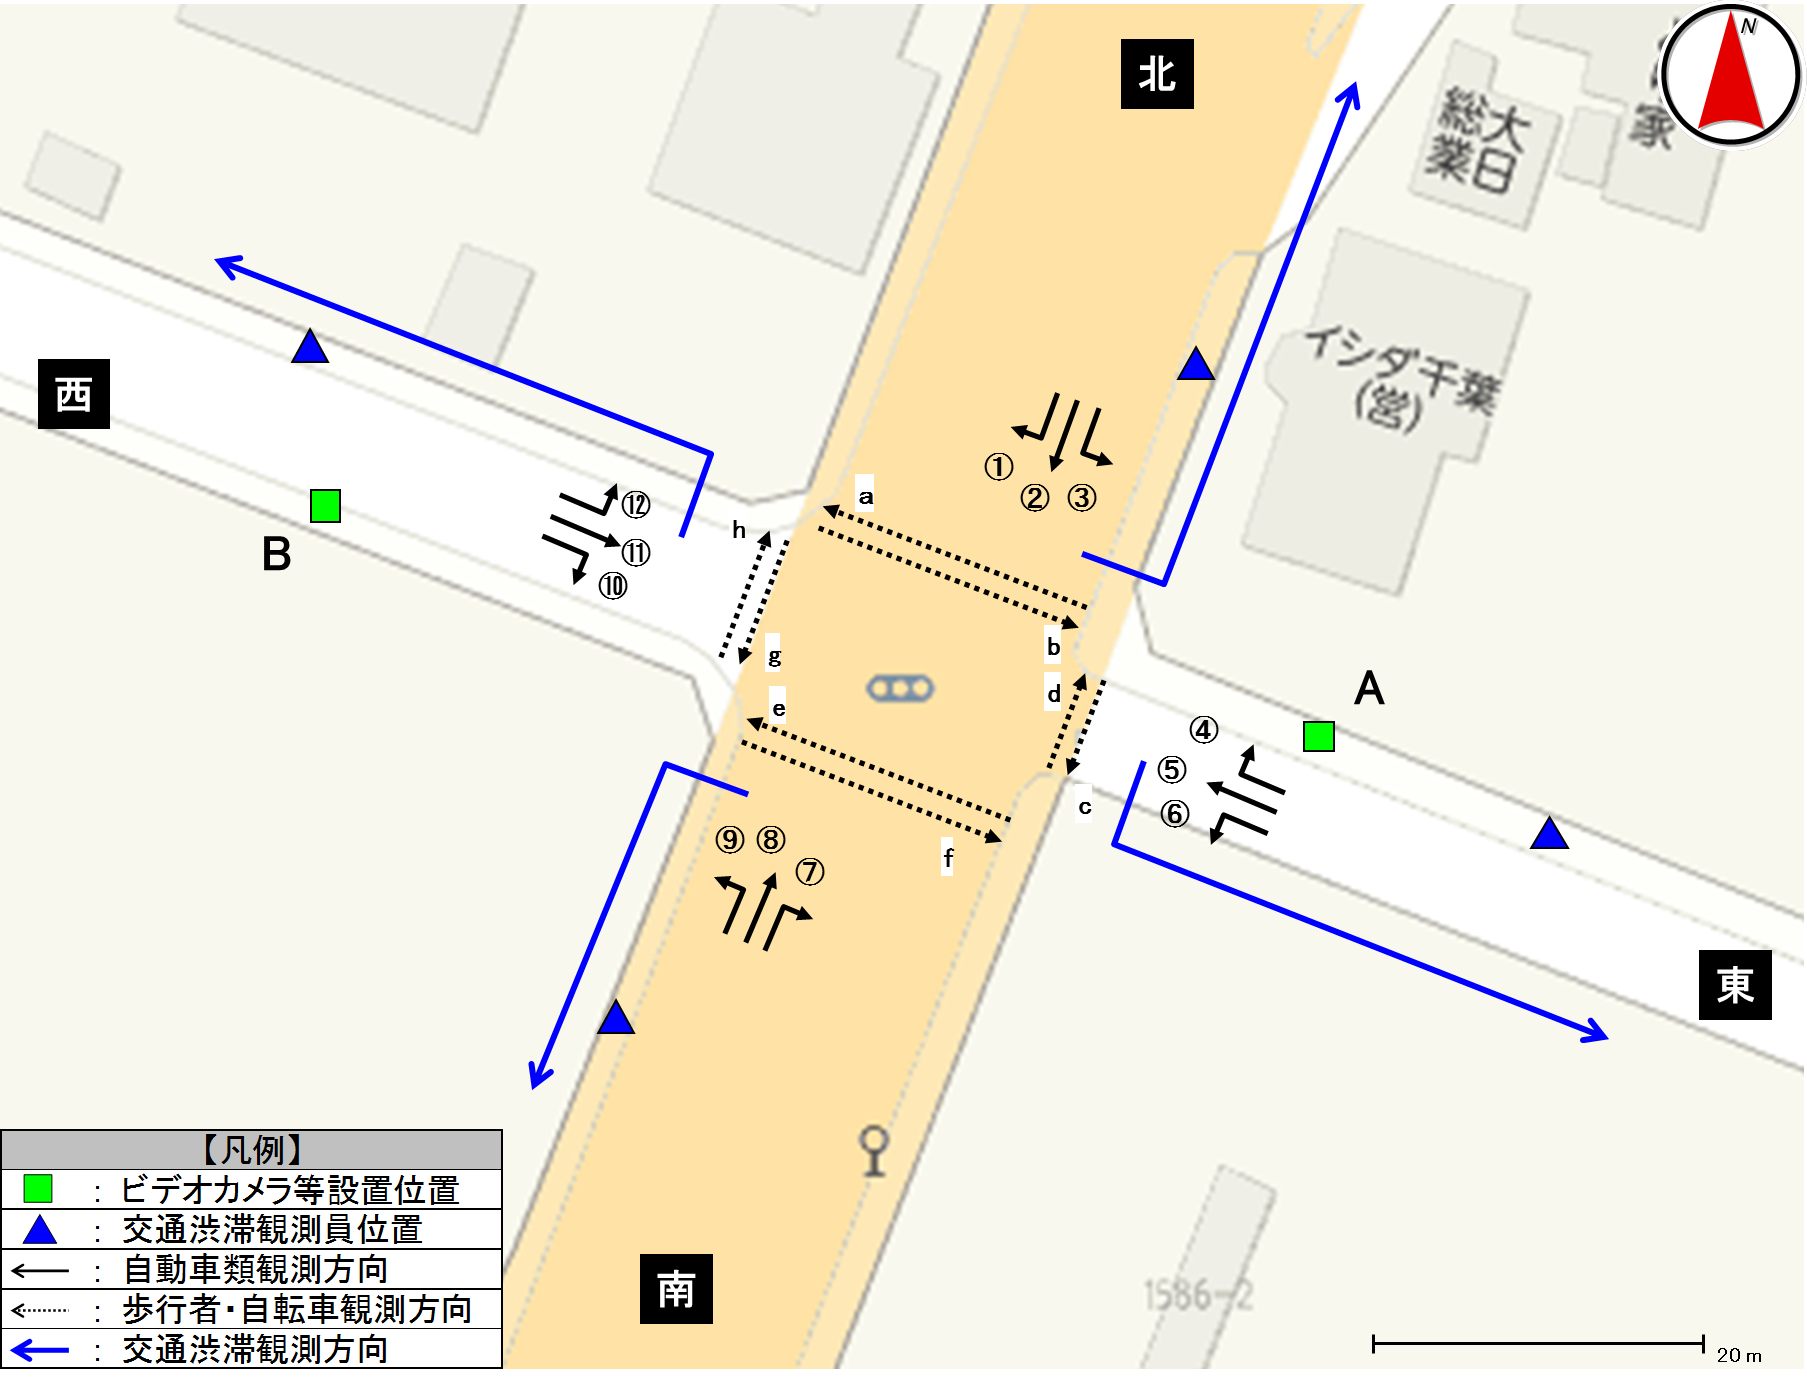 北
N
総業
大日
家
イシダ千葉
(営)
西
B
A
①
②
③
④
⑤
⑥
⑦
⑧
⑨
⑩
⑪
⑫
a
b
c
d
e
f
g
h
東
南
1586-2
【凡例】
： ビデオカメラ等設置位置
： 交通渋滞観測員位置
： 自動車類観測方向
： 歩行者・自転車観測方向
： 交通渋滞観測方向
20 m